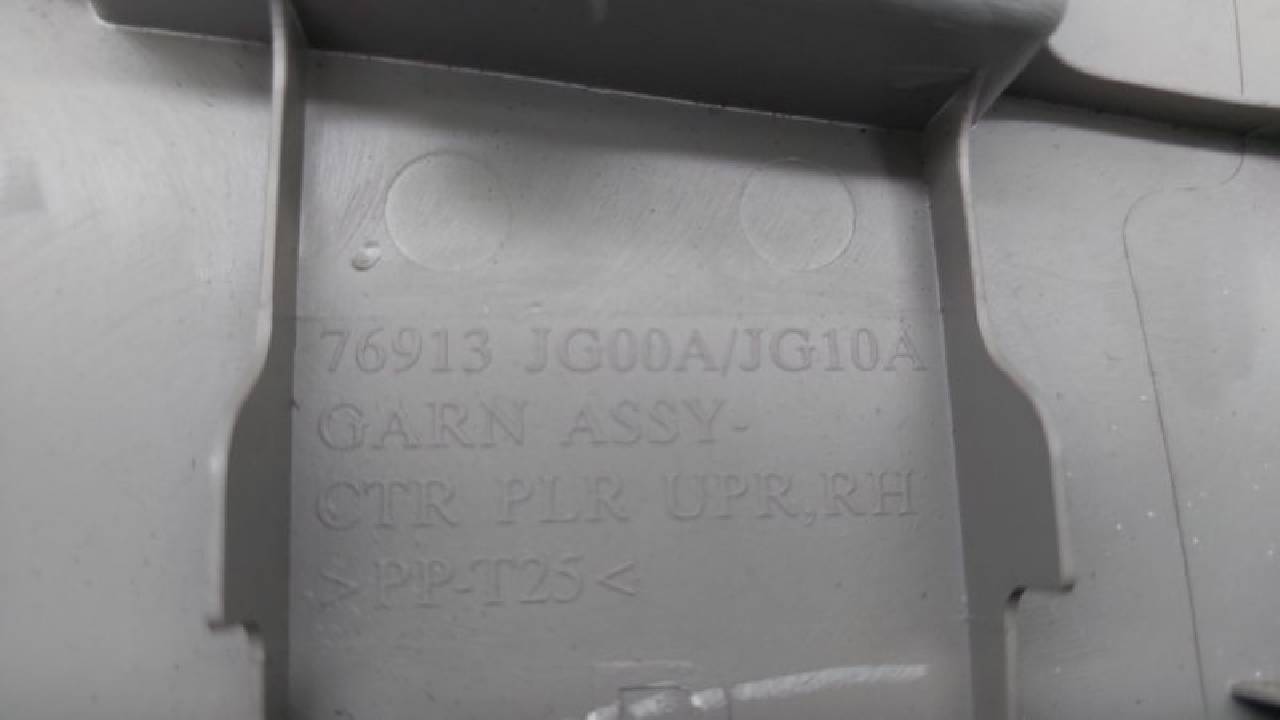 76913 JG00A/JG10A
GARN ASSY-
CTR PLR UPR,RH
>PP-T25<